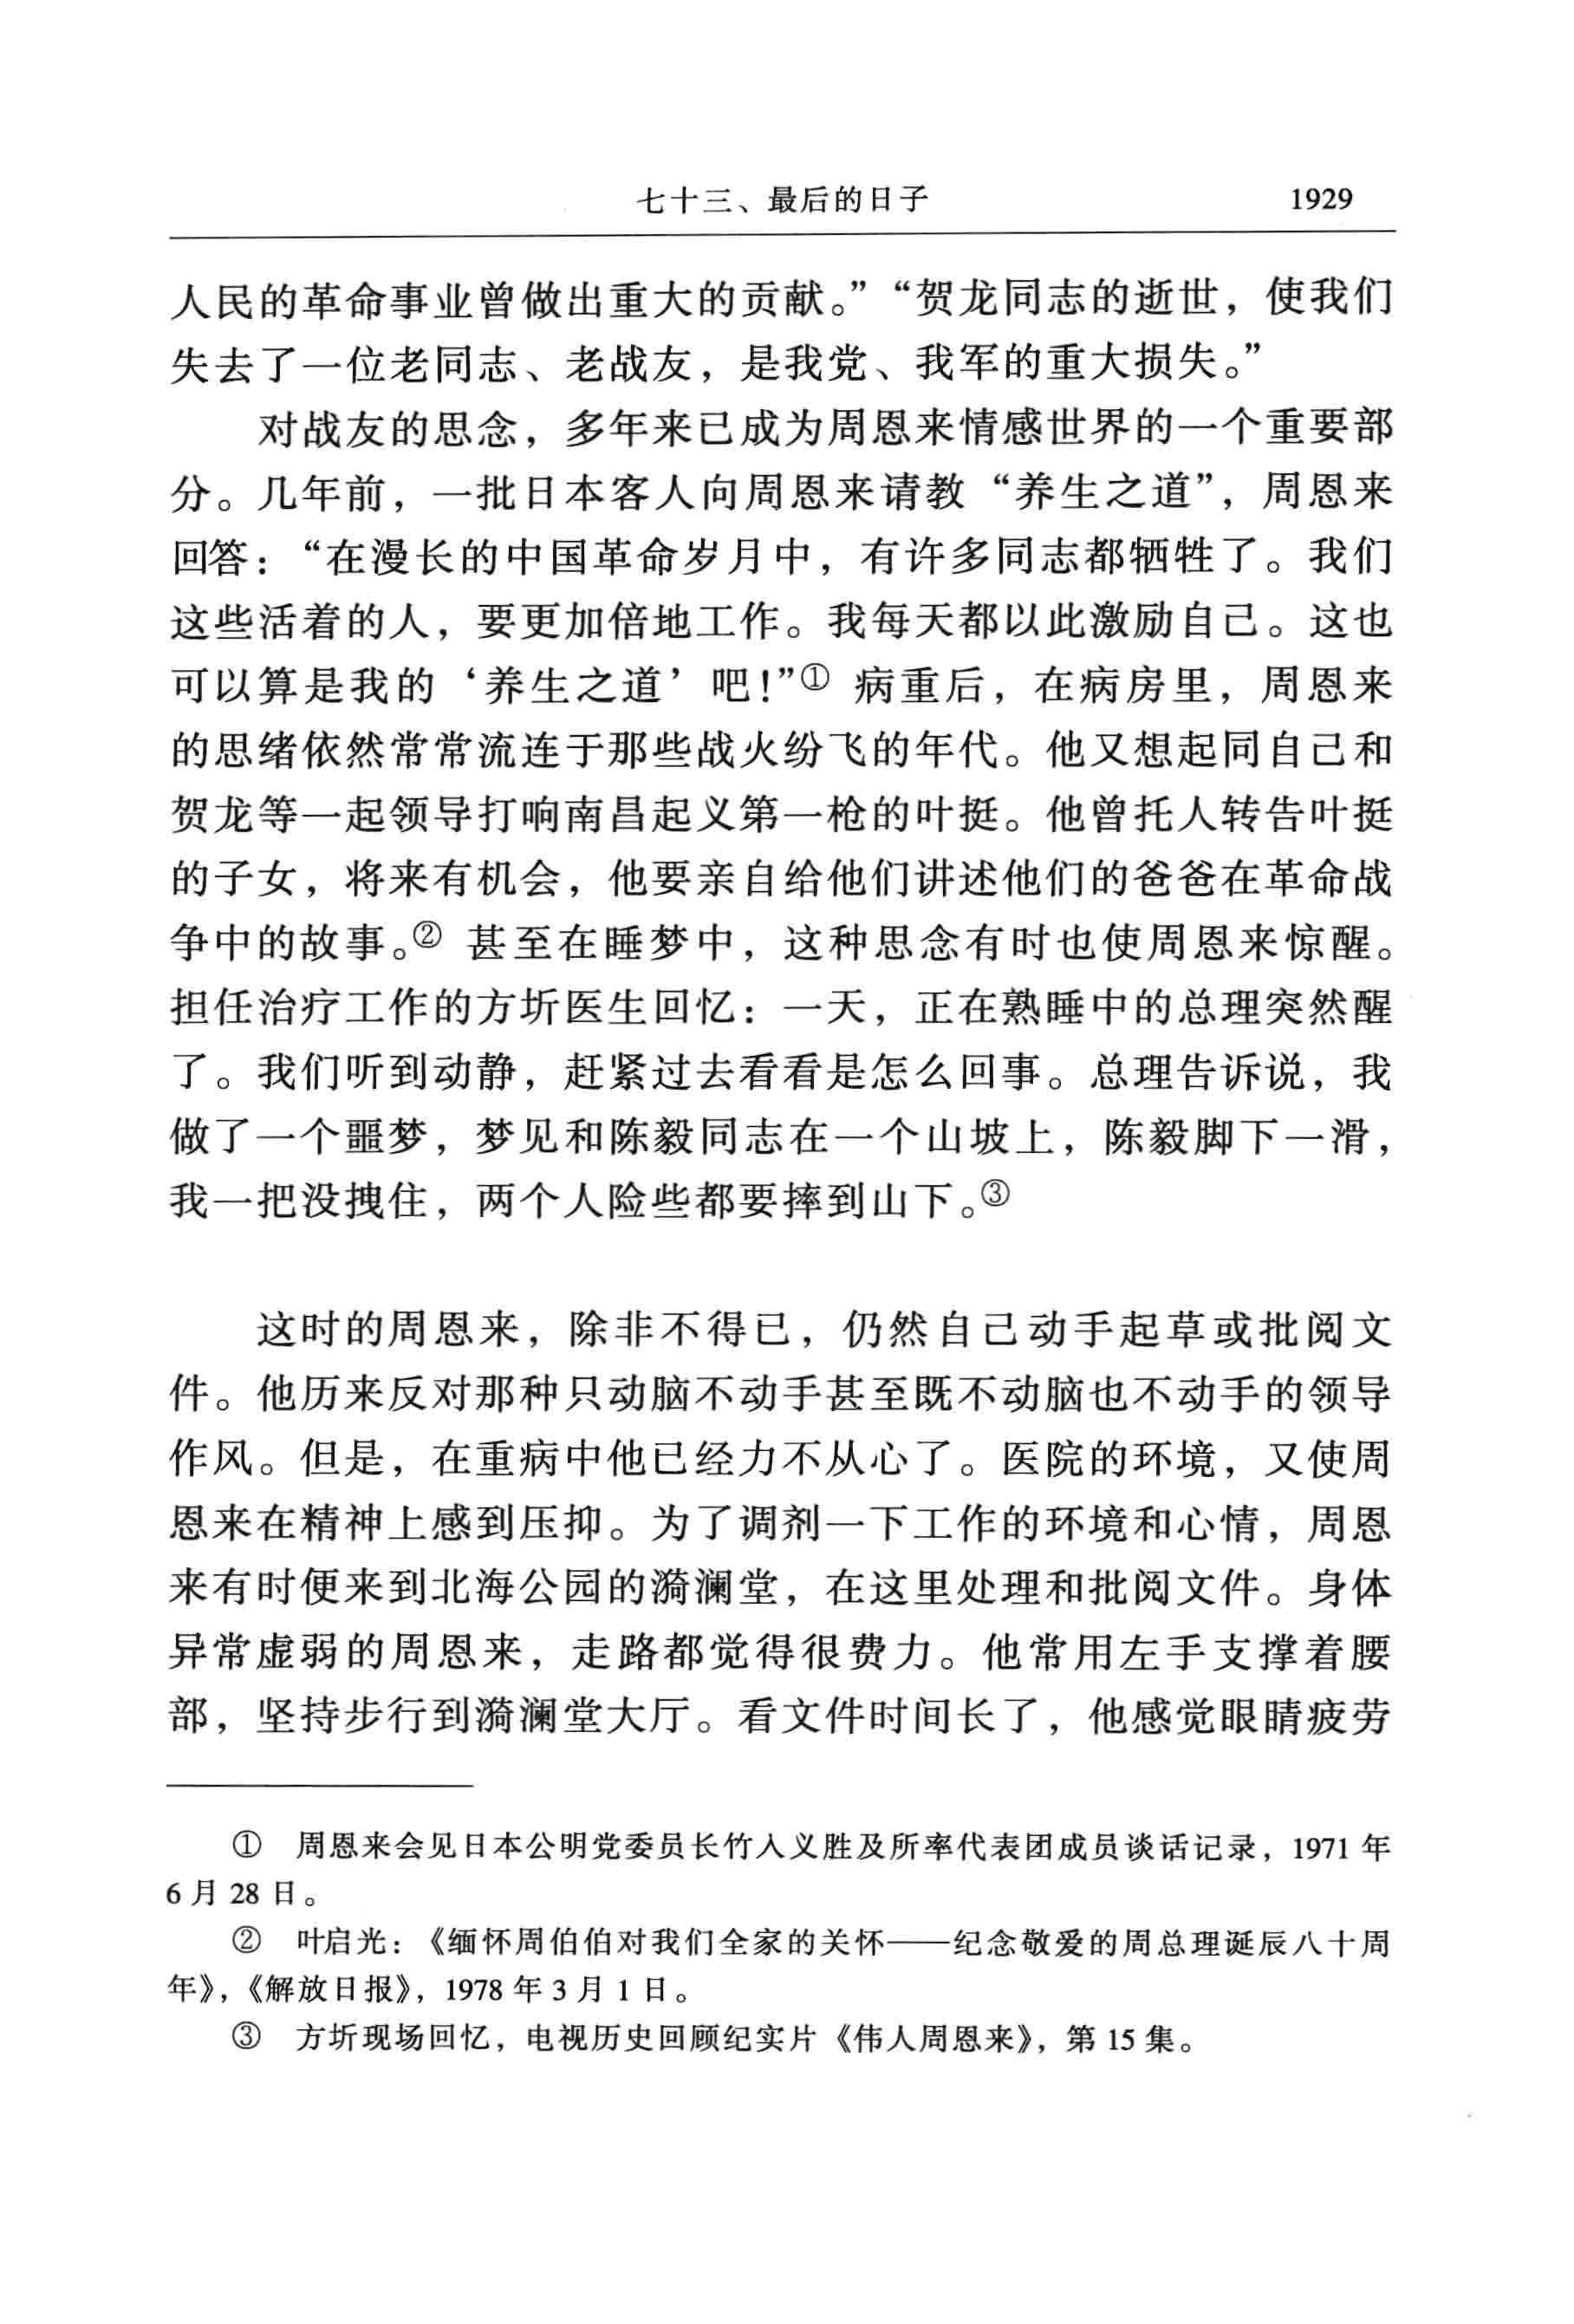 七十三、最后的日子 1929
人民的革命事业曾做出重大的贡献。”“贺龙同志的逝世，使我们
失去了一位老同志、老战友，是我党、我军的重大损失。”
对战友的思念，多年来已成为周恩来情感世界的一个重要部
分。几年前，一批日本客人向周恩来请教“养生之道”，周恩来
回答：“在漫长的中国革命岁月中，有许多同志都牺牲了。我们
这些活着的人，要更加倍地工作。我每天都以此激励自己。这也
可以算是我的‘养生之道’吧！”① 病重后，在病房里，周恩来
的思绪依然常常流连于那些战火纷飞的年代。他又想起同自己和
贺龙等一起领导打响南昌起义第一枪的叶挺。他曾托人转告叶挺
的子女，将来有机会，他要亲自给他们讲述他们的爸爸在革命战
争中的故事。② 甚至在睡梦中，这种思念有时也使周恩来惊醒。
担任治疗工作的方圻医生回忆：一天，正在熟睡中的总理突然醒
了。我们听到动静，赶紧过去看看是怎么回事。总理告诉说，我
做了一个噩梦，梦见和陈毅同志在一个山坡上，陈毅脚下一滑，
我一把没拽住，两个人险些都要摔到山下。③
这时的周恩来，除非不得已，仍然自己动手起草或批阅文
件。他历来反对那种只动脑不动手甚至既不动脑也不动手的领导
作风。但是，在重病中他已经力不从心了。医院的环境，又使周
恩来在精神上感到压抑。为了调剂一下工作的环境和心情，周恩
来有时便来到北海公园的漪澜堂，在这里处理和批阅文件。身体
异常虚弱的周恩来，走路都觉得很费力。他常用左手支撑着腰
部，坚持步行到漪澜堂大厅。看文件时间长了，他感觉眼睛疲劳
① 周恩来会见日本公明党委员长竹入义胜及所率代表团成员谈话记录，1971 年
6 月 28 日。
② 叶启光：《缅怀周伯伯对我们全家的关怀——纪念敬爱的周总理诞辰八十周
年》，《解放日报》，1978 年 3 月 1 日。
③ 方圻现场回忆，电视历史回顾纪实片《伟人周恩来》，第 15 集。